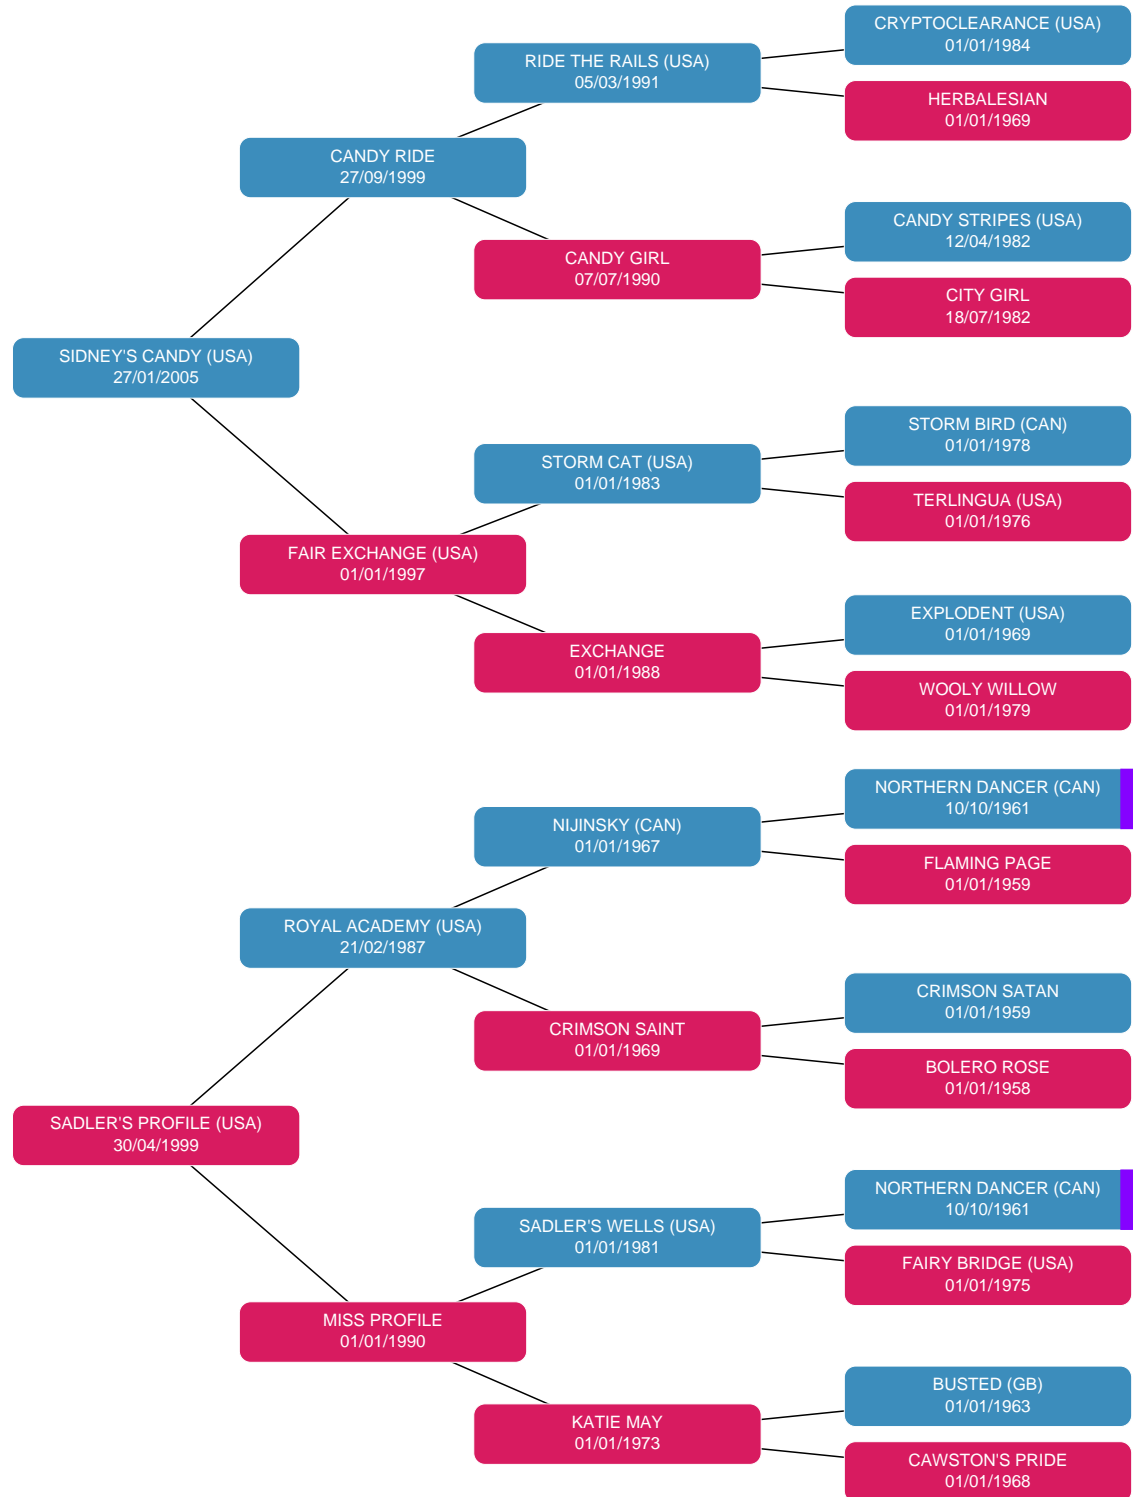 CRYPTOCLEARANCE (USA)
01/01/1984
RIDE THE RAILS (USA)
05/03/1991
HERBALESIAN
01/01/1969
CANDY RIDE
27/09/1999
CANDY STRIPES (USA)
12/04/1982
CANDY GIRL
07/07/1990
CITY GIRL
18/07/1982
SIDNEY'S CANDY (USA)
27/01/2005
STORM BIRD (CAN)
01/01/1978
STORM CAT (USA)
01/01/1983
TERLINGUA (USA)
01/01/1976
FAIR EXCHANGE (USA)
01/01/1997
EXPLODENT (USA)
01/01/1969
EXCHANGE
01/01/1988
WOOLY WILLOW
01/01/1979
NORTHERN DANCER (CAN)
10/10/1961
NIJINSKY (CAN)
01/01/1967
FLAMING PAGE
01/01/1959
ROYAL ACADEMY (USA)
21/02/1987
CRIMSON SATAN
01/01/1959
CRIMSON SAINT
01/01/1969
BOLERO ROSE
01/01/1958
SADLER'S PROFILE (USA)
30/04/1999
NORTHERN DANCER (CAN)
10/10/1961
SADLER'S WELLS (USA)
01/01/1981
FAIRY BRIDGE (USA)
01/01/1975
MISS PROFILE
01/01/1990
BUSTED (GB)
01/01/1963
KATIE MAY
01/01/1973
CAWSTON'S PRIDE
01/01/1968